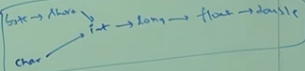 byte → short → int → long → float → double
char